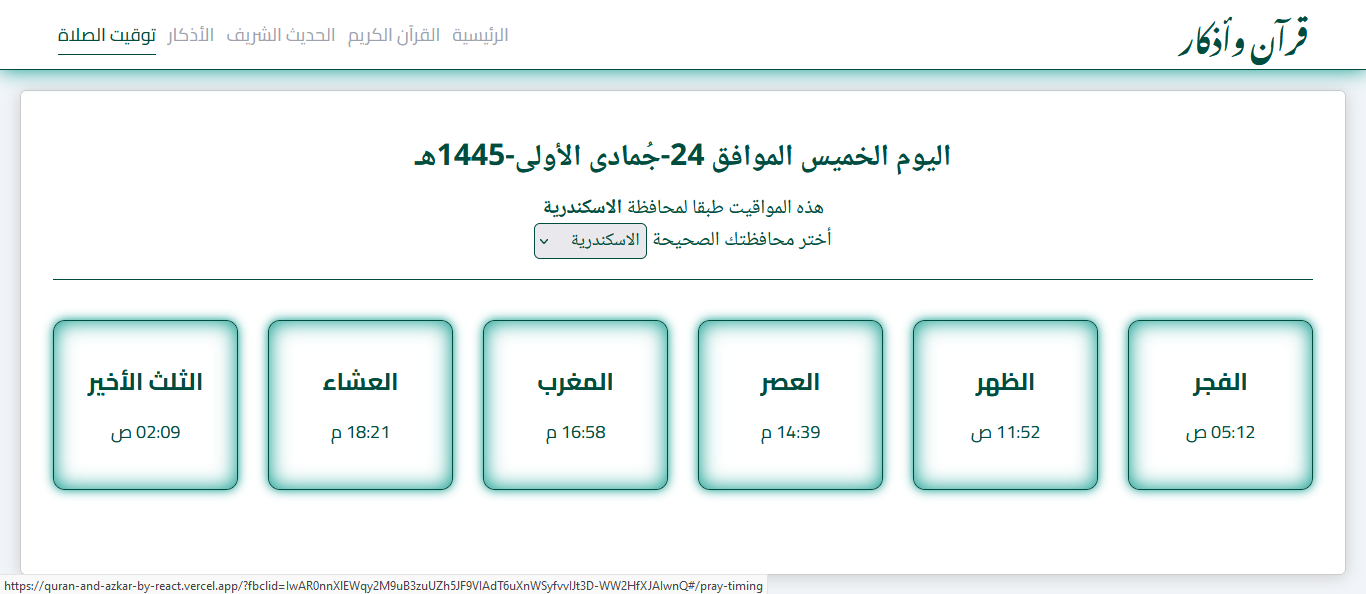 قرآن وأذكار
الرئيسية القرآن الكريم الحديث الشريف الأذكار توقيت الصلاة
اليوم الخميس الموافق 24-جُمادى الأولى-1445هـ
هذه المواقيت طبقا لمحافظة الاسكندرية
أختر محافظتك الصحيحة الاسكندرية
الفجر الظهر العصر المغرب العشاء الثلث الأخير
05:12 ص 11:52 ص 14:39 م 16:58 م 18:21 م 02:09 ص
https://quran-and-azkar-by-react.vercel.app/?fbclid=IwAR0nnXIEWqy2M9uB3zuUZh5JF9VIAdT6uXnWSyfvvIJt3D-WW2HfXJAIwnQ#/pray-timing